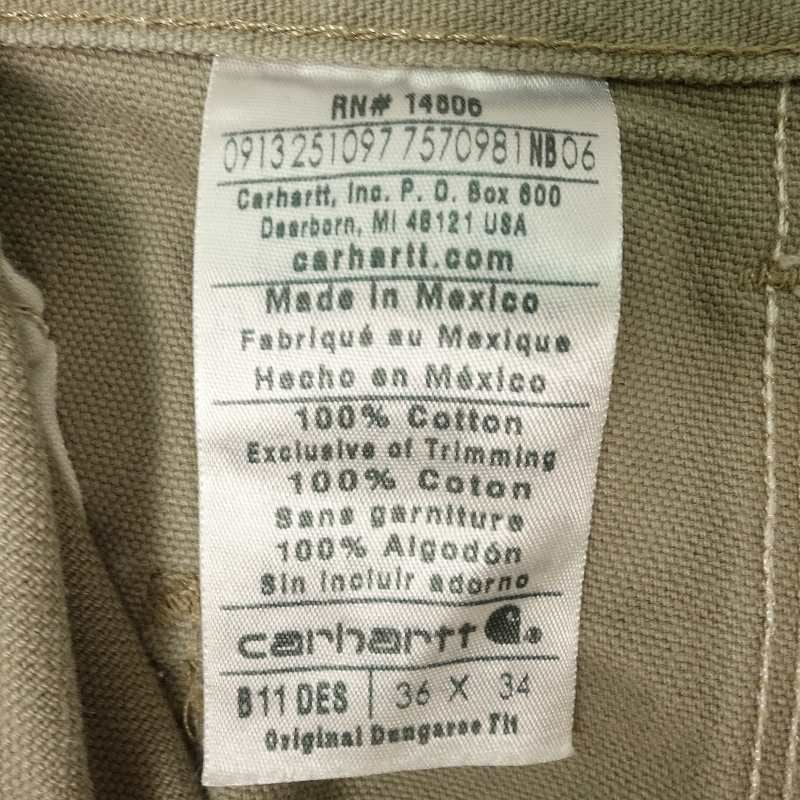 RN# 14806
0913251097 7570981 NB 06
Carhartt, Inc. P. O. Box 600
Dearborn, MI 48121 USA
carhartt.com
Made in Mexico
Fabriqué au Mexique
Hecho en México
100% Cotton
Exclusive of Trimming
100% Coton
Sans garniture
100% Algodón
Sin incluir adorno
carhartt ®
B11 DES | 36 X 34
Original Dungaree Fit